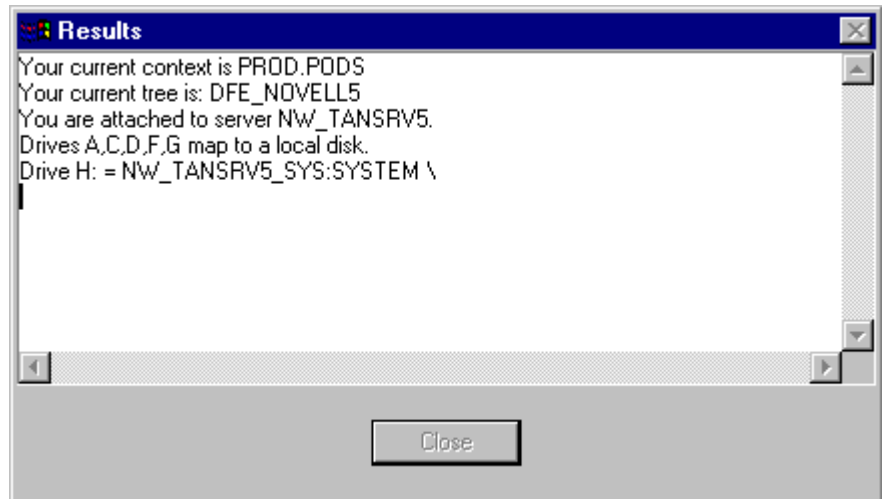 Results
Your current context is PROD.PODS
Your current tree is: DFE_NOVELL5
You are attached to server NW_TANSRV5.
Drives A,C,D,F,G map to a local disk.
Drive H: = NW_TANSRV5_SYS:SYSTEM \
Close